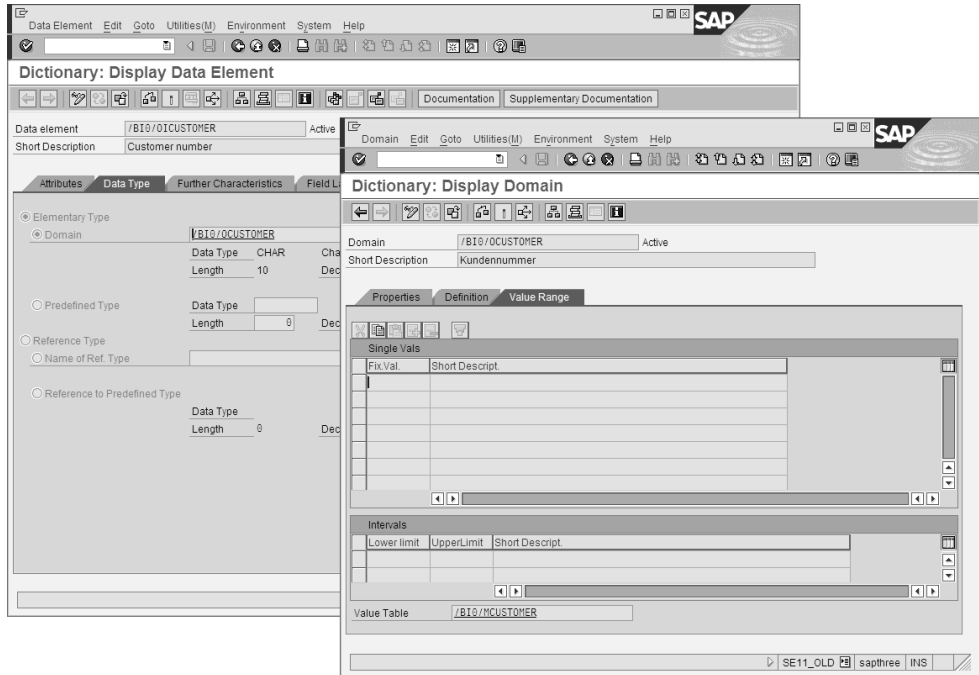 Data Element Edit Goto Utilities(M) Environment System Help
SAP
Dictionary: Display Data Element
Documentation Supplementary Documentation
Data element /BI0/OICUSTOMER Active
Short Description Customer number
Attributes Data Type Further Characteristics Field
Elementary Type
Domain /BI0/OCUSTOMER
Data Type CHAR
Length 10
Predefined Type Data Type
Length 0
Reference Type
Name of Ref. Type
Reference to Predefined Type
Data Type
Length 0
Domain Edit Goto Utilities(M) Environment System Help
SAP
Dictionary: Display Domain
Domain /BI0/OCUSTOMER Active
Short Description Kundennummer
Properties Definition Value Range
Single Vals
Fix.Val. Short Descript.
Intervals
Lower limit UpperLimit Short Descript.
Value Table /BI0/MCUSTOMER
SE11_OLD sapthree INS